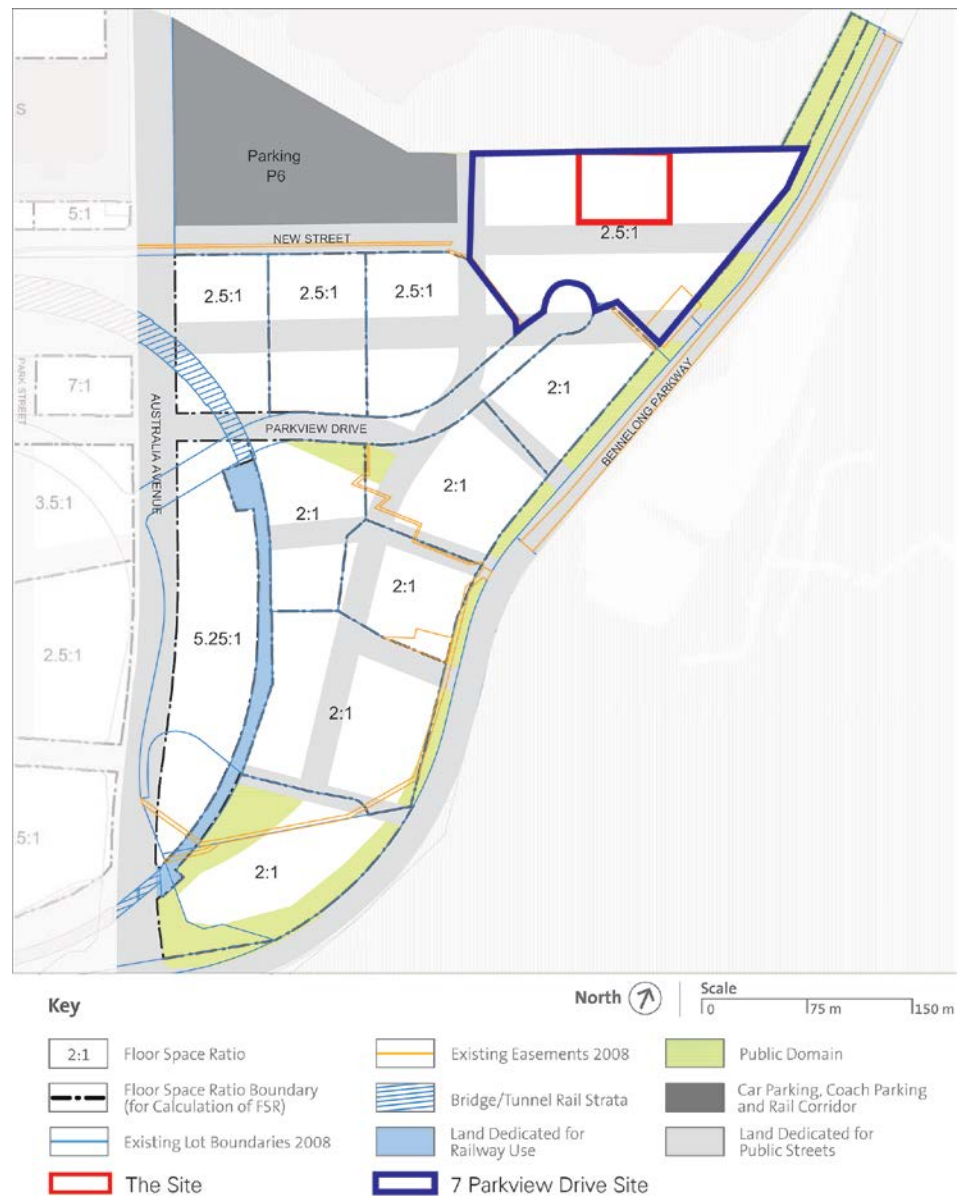 S
Parking
P6
5:1
NEW STREET
2.5:1
2.5:1
2.5:1
2.5:1
PARK STREET
7:1
AUSTRALIA AVENUE
PARKVIEW DRIVE
2:1
BENNELONG PARKWAY
3.5:1
2:1
2:1
2:1
5.25:1
2.5:1
2:1
.5:1
2:1
Key
North
Scale
0 75 m 150 m
2:1 Floor Space Ratio
Floor Space Ratio Boundary
(for Calculation of FSR)
Existing Lot Boundaries 2008
The Site
Existing Easements 2008
Bridge/Tunnel Rail Strata
Land Dedicated for
Railway Use
7 Parkview Drive Site
Public Domain
Car Parking, Coach Parking
and Rail Corridor
Land Dedicated for
Public Streets